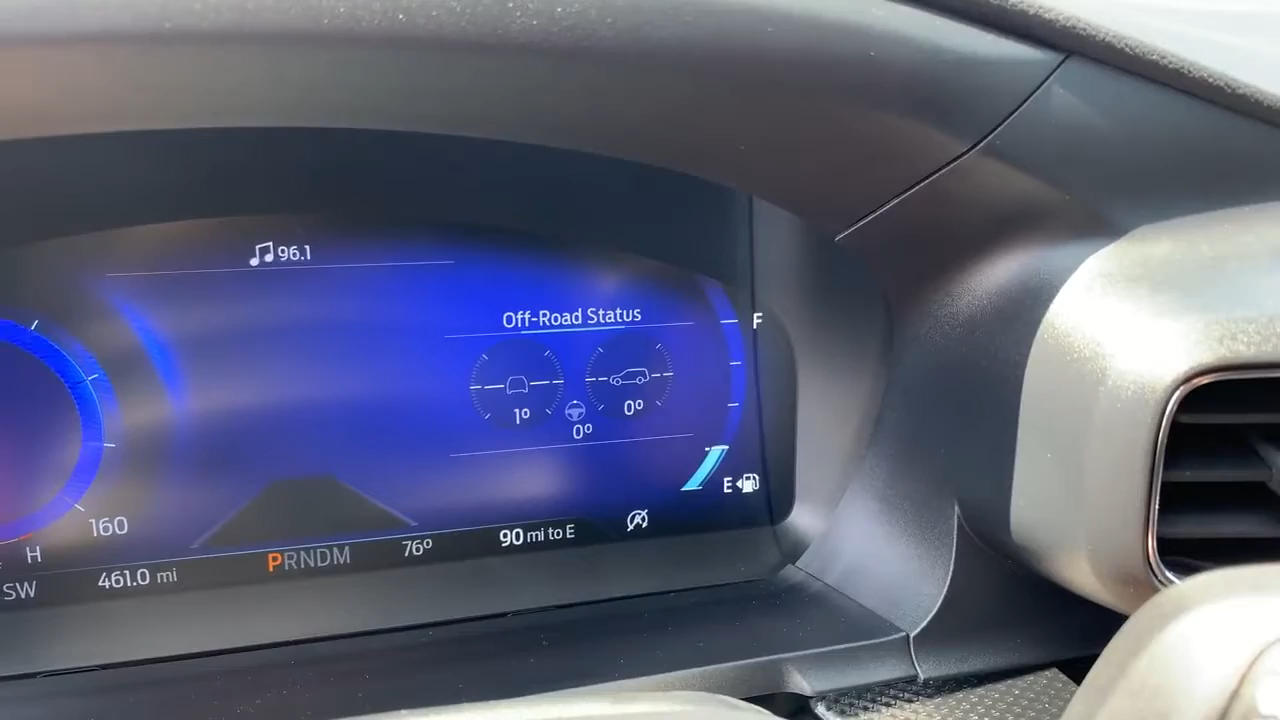 96.1
Off-Road Status
1º
0º
0º
F
E
160
H
SW
461.0 mi
PRNDM
76º
90 mi to E